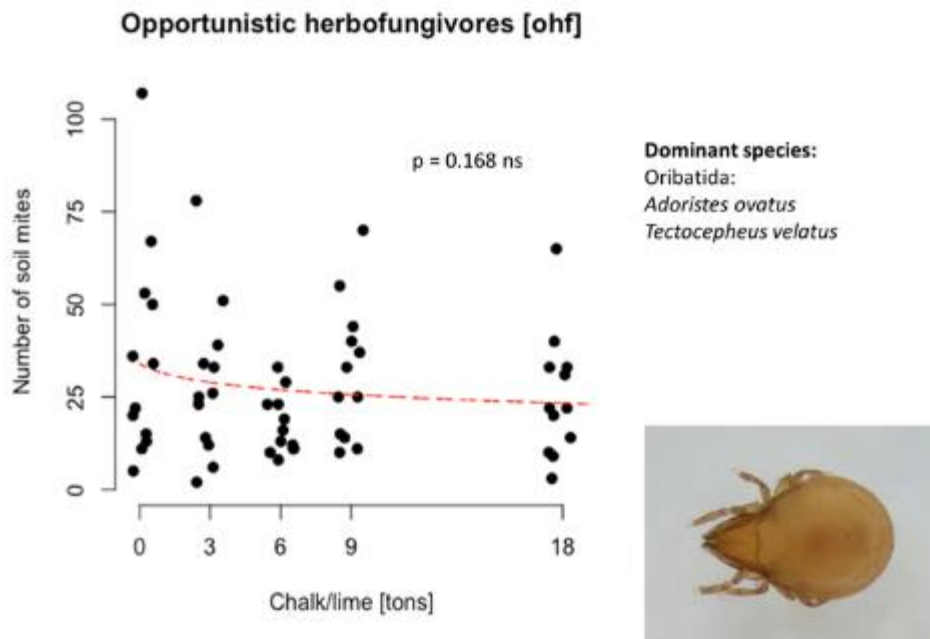 Opportunistic herbofungivores [ohf]
p = 0.168 ns
Number of soil mites
100
75
50
25
0
0 3 6 9 18
Chalk/lime [tons]
Dominant species:
Oribatida:
Adoristes ovatus
Tectocepheus velatus